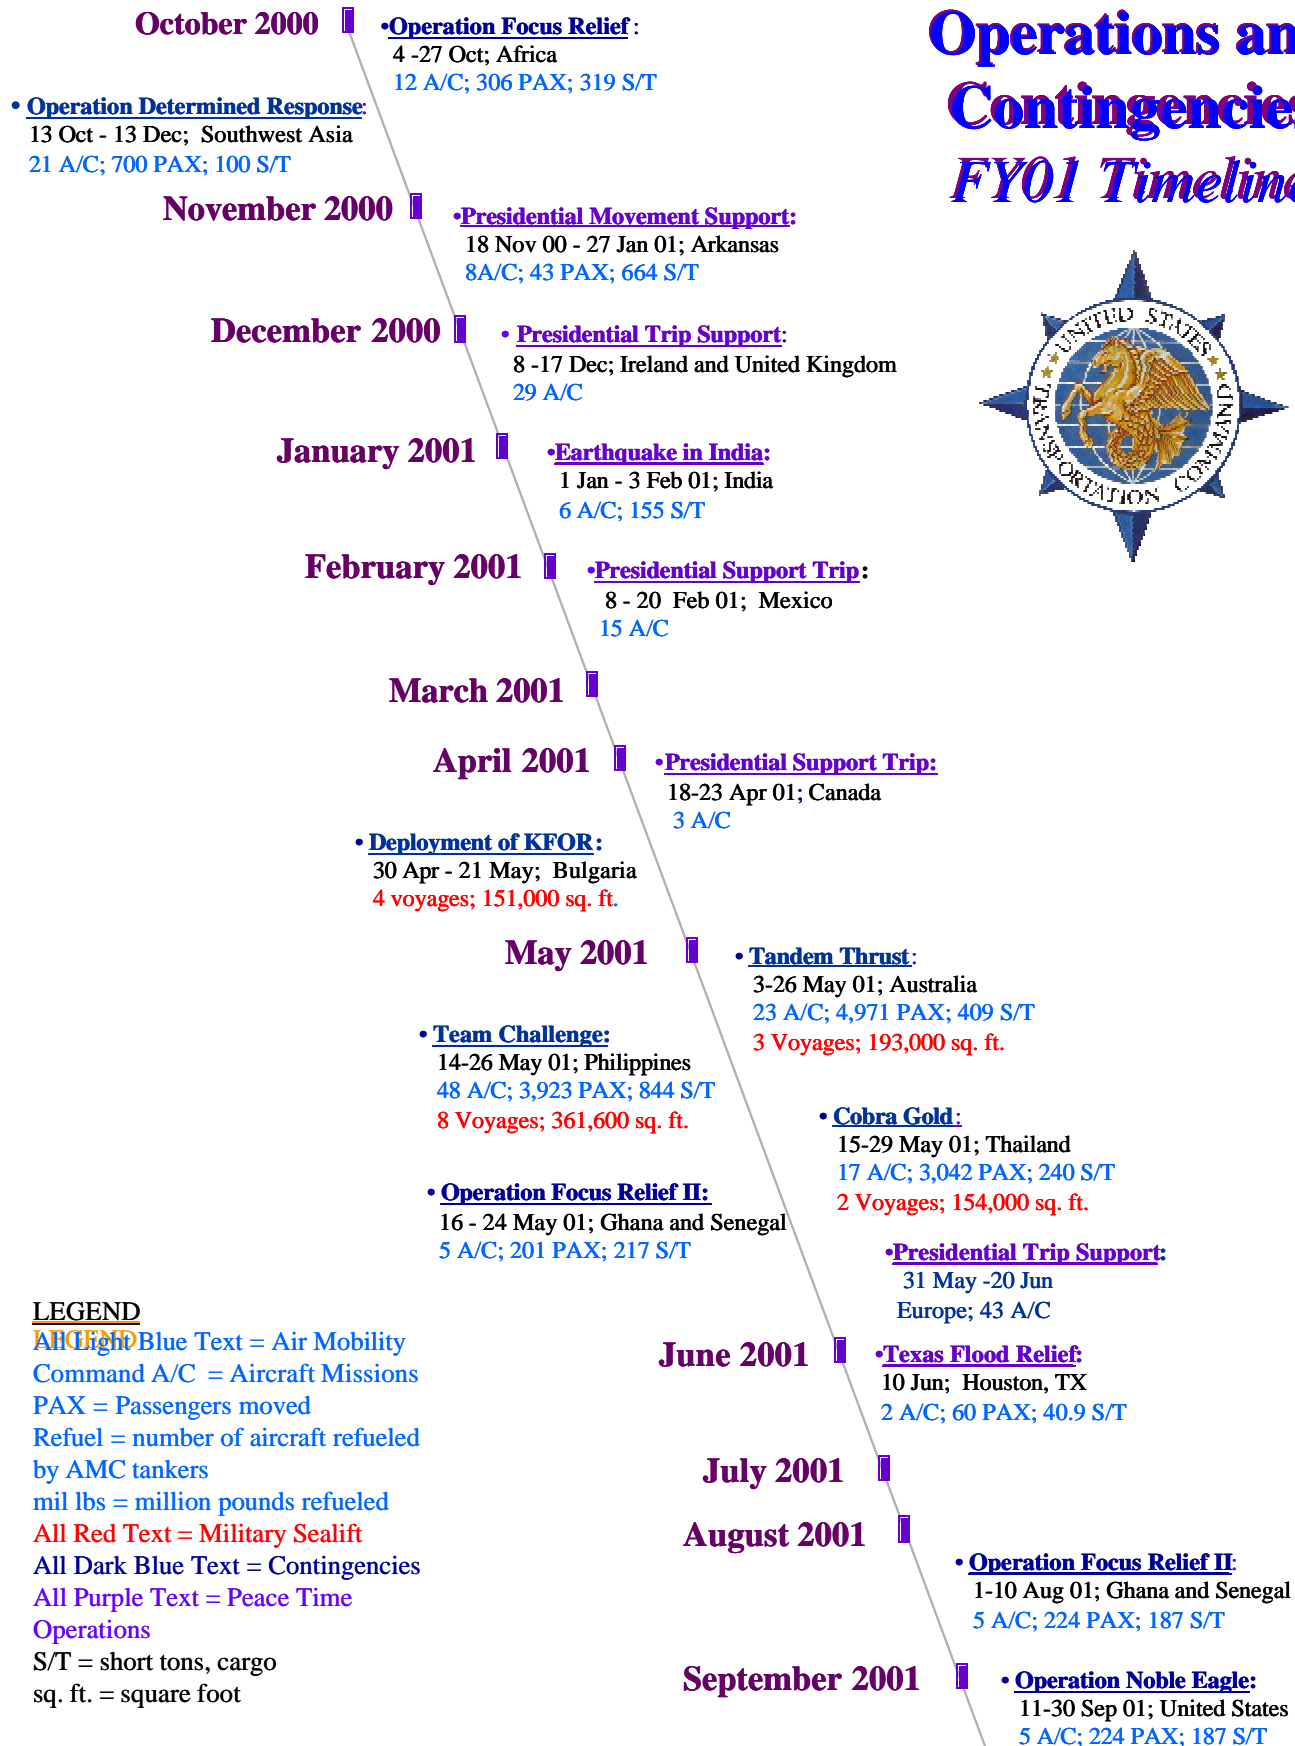 Operations an
Contingencies
FY01 Timeline
UNITED STATES
TRANSPORTATION COMMAND
October 2000
•Operation Focus Relief :
4 -27 Oct; Africa
12 A/C; 306 PAX; 319 S/T
• Operation Determined Response:
13 Oct - 13 Dec; Southwest Asia
21 A/C; 700 PAX; 100 S/T
November 2000
•Presidential Movement Support:
18 Nov 00 - 27 Jan 01; Arkansas
8A/C; 43 PAX; 664 S/T
December 2000
• Presidential Trip Support:
8 -17 Dec; Ireland and United Kingdom
29 A/C
January 2001
•Earthquake in India:
1 Jan - 3 Feb 01; India
6 A/C; 155 S/T
February 2001
•Presidential Support Trip:
8 - 20 Feb 01; Mexico
15 A/C
March 2001
April 2001
•Presidential Support Trip:
18-23 Apr 01; Canada
3 A/C
• Deployment of KFOR:
30 Apr - 21 May; Bulgaria
4 voyages; 151,000 sq. ft.
May 2001
• Tandem Thrust:
3-26 May 01; Australia
23 A/C; 4,971 PAX; 409 S/T
3 Voyages; 193,000 sq. ft.
• Team Challenge:
14-26 May 01; Philippines
48 A/C; 3,923 PAX; 844 S/T
8 Voyages; 361,600 sq. ft.
• Cobra Gold:
15-29 May 01; Thailand
17 A/C; 3,042 PAX; 240 S/T
2 Voyages; 154,000 sq. ft.
• Operation Focus Relief II:
16 - 24 May 01; Ghana and Senegal
5 A/C; 201 PAX; 217 S/T
•Presidential Trip Support:
31 May -20 Jun
Europe; 43 A/C
June 2001
•Texas Flood Relief:
10 Jun; Houston, TX
2 A/C; 60 PAX; 40.9 S/T
July 2001
August 2001
• Operation Focus Relief II:
1-10 Aug 01; Ghana and Senegal
5 A/C; 224 PAX; 187 S/T
September 2001
• Operation Noble Eagle:
11-30 Sep 01; United States
5 A/C; 224 PAX; 187 S/T
LEGEND
LEGEND
All Light Blue Text = Air Mobility
Command A/C = Aircraft Missions
PAX = Passengers moved
Refuel = number of aircraft refueled
by AMC tankers
mil lbs = million pounds refueled
All Red Text = Military Sealift
All Dark Blue Text = Contingencies
All Purple Text = Peace Time
Operations
S/T = short tons, cargo
sq. ft. = square foot